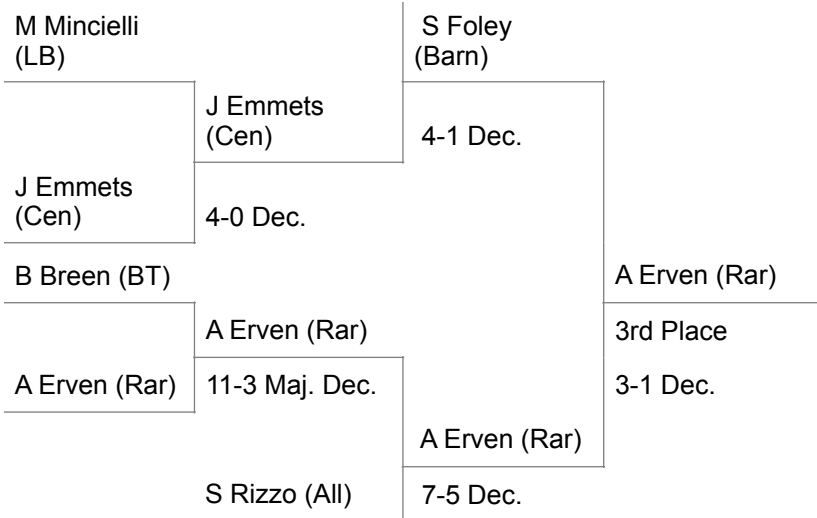 M Mincielli
(LB)
S Foley
(Barn)
J Emmets
(Cen)
4-1 Dec.
J Emmets
(Cen)
4-0 Dec.
B Breen (BT)
A Erven (Rar)
A Erven (Rar)
3rd Place
A Erven (Rar)
11-3 Maj. Dec.
3-1 Dec.
A Erven (Rar)
S Rizzo (All)
7-5 Dec.